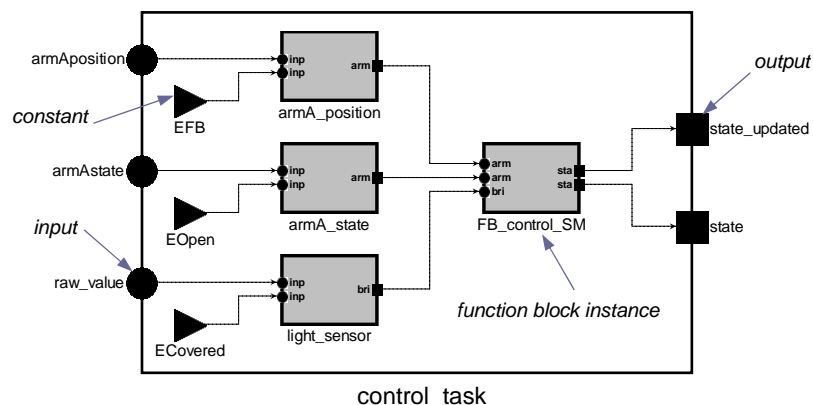 armAposition
constant
EFB
inp
inp
arm
armA_position
output
state_updated
armAstate
EOpen
inp
inp
arm
armA_state
arm
arm
bri
sta
sta
FB_control_SM
state
input
raw_value
ECovered
inp
inp
bri
light_sensor
function block instance
control task